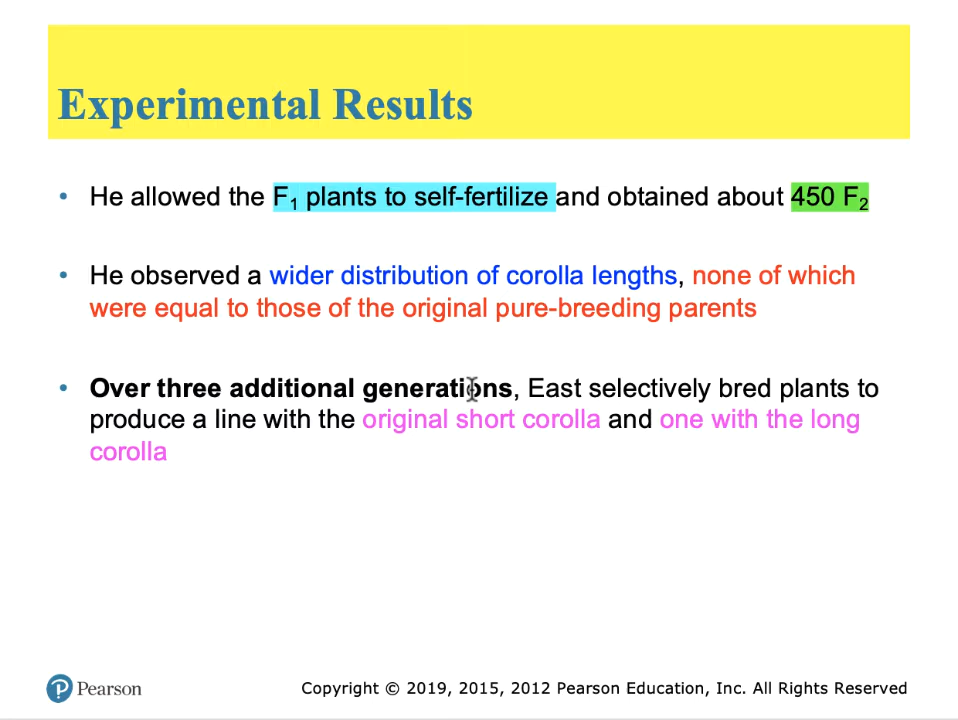 Experimental Results
• He allowed the F₁ plants to self-fertilize and obtained about 450 F₂
• He observed a wider distribution of corolla lengths, none of which
were equal to those of the original pure-breeding parents
• Over three additional generations, East selectively bred plants to
produce a line with the original short corolla and one with the long
corolla
Pearson
Copyright © 2019, 2015, 2012 Pearson Education, Inc. All Rights Reserved